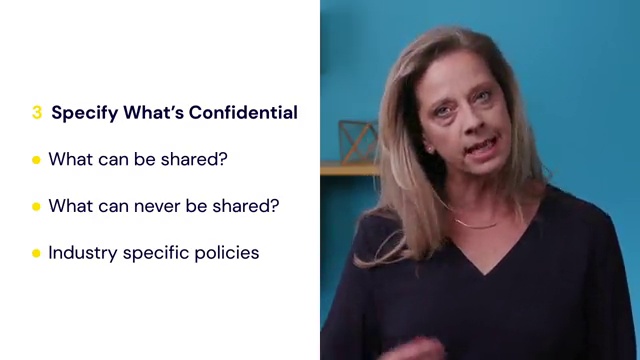 3 Specify What’s Confidential
What can be shared?
What can never be shared?
Industry specific policies